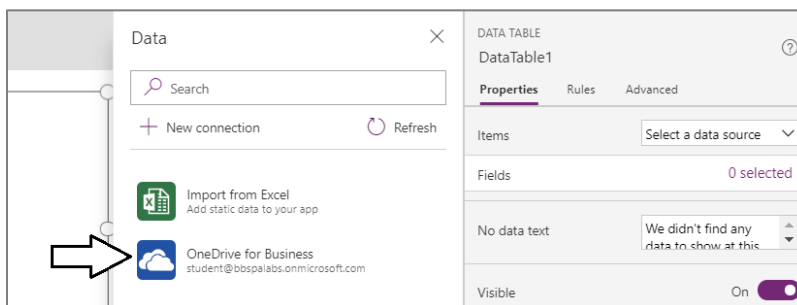 Data
Search
New connection
Refresh
Import from Excel
Add static data to your app
OneDrive for Business
student@bbspalabs.onmicrosoft.com
DATA TABLE
DataTable1
?
Properties Rules Advanced
Items
Select a data source
Fields
0 selected
No data text
We didn't find any
data to show at this
Visible
On